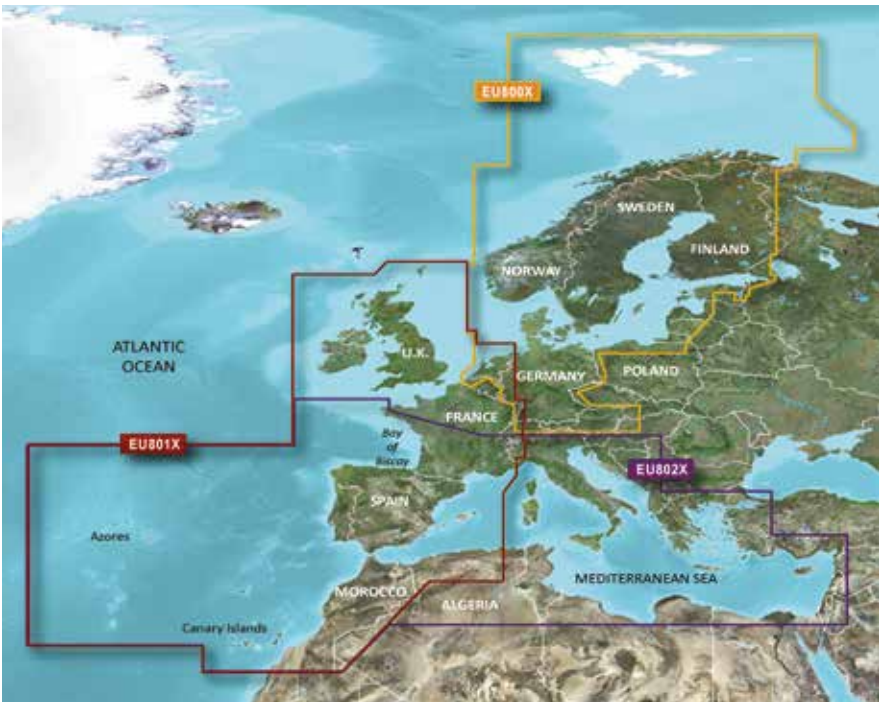 EU800X
SWEDEN
FINLAND
NORWAY
ATLANTIC
OCEAN
U.K.
GERMANY
POLAND
FRANCE
EU801X
Bay
of
Biscay
EU802X
SPAIN
Azores
MEDITERRANEAN SEA
MOROCCO
ALGERIA
Canary Islands